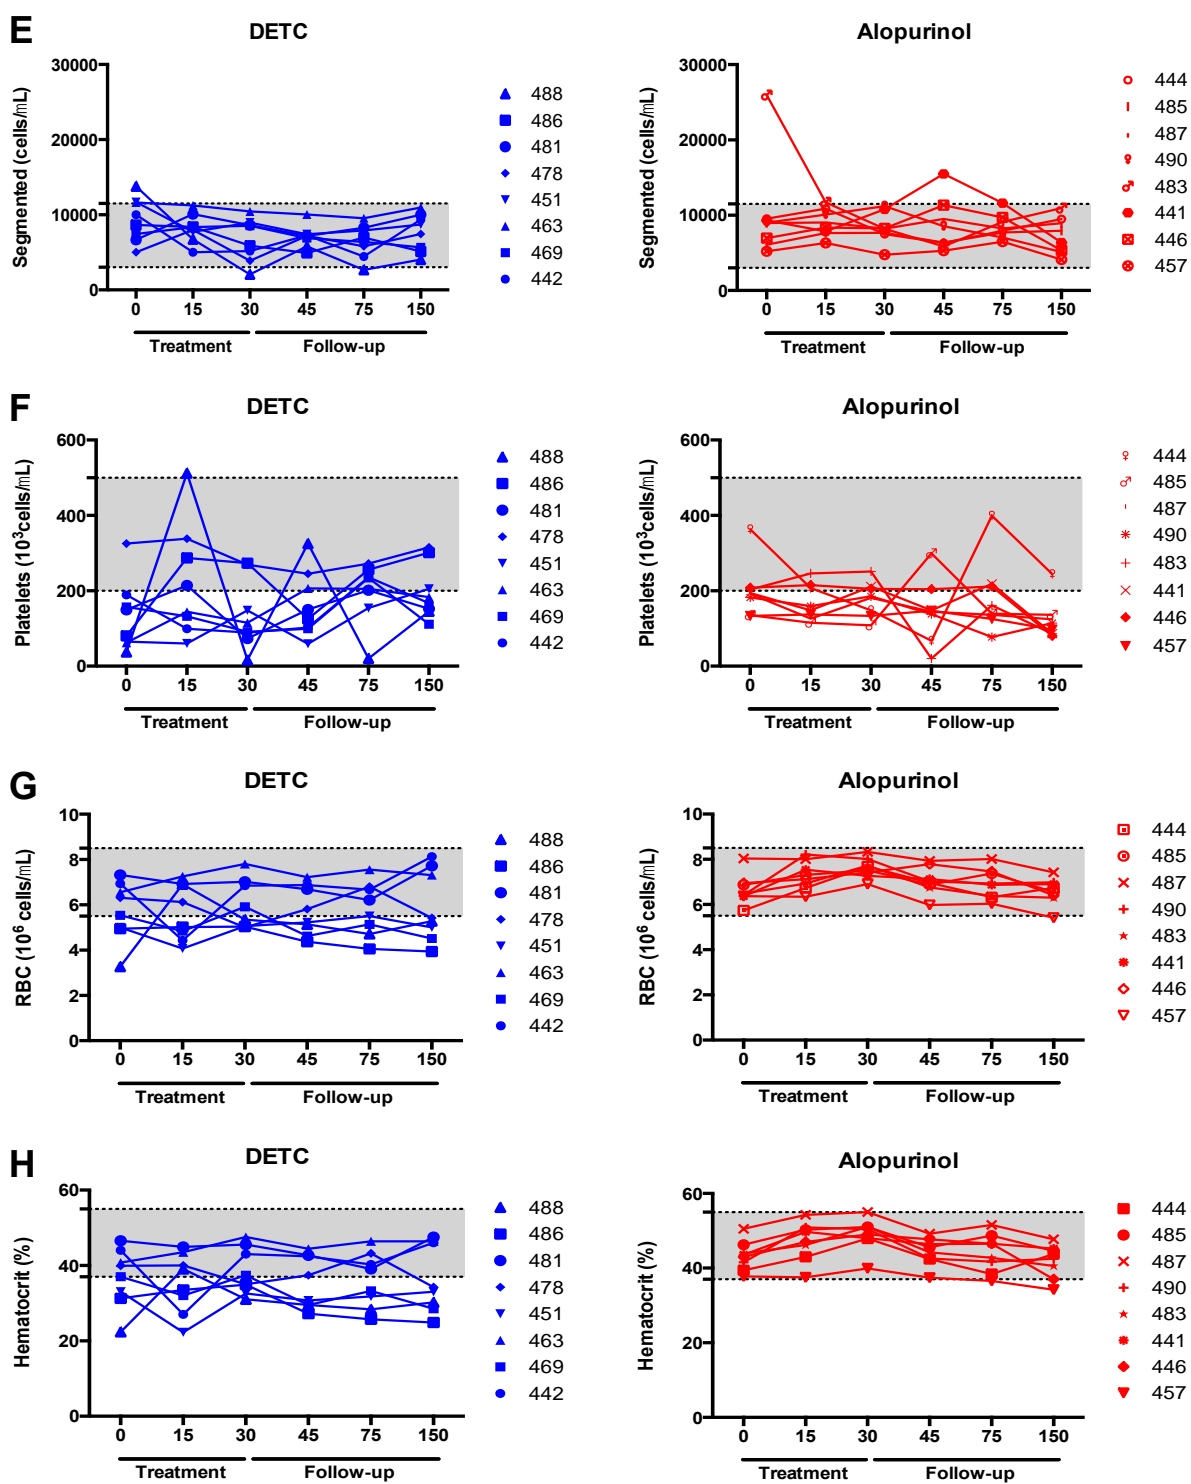 E
DETC
Alopurinol
Segmented (cells/mL)
30000
20000
10000
0
0 15 30 45 75 150
Treatment Follow-up
488
486
481
478
451
463
469
442
Segmented (cells/mL)
30000
20000
10000
0
0 15 30 45 75 150
Treatment Follow-up
444
485
487
490
483
441
446
457
F
DETC
Alopurinol
Platelets (10³cells/mL)
600
400
200
0
0 15 30 45 75 150
Treatment Follow-up
488
486
481
478
451
463
469
442
Platelets (10³cells/mL)
600
400
200
0
0 15 30 45 75 150
Treatment Follow-up
444
485
487
490
483
441
446
457
G
DETC
Alopurinol
RBC (10⁶ cells/mL)
10
8
6
4
2
0
0 15 30 45 75 150
Treatment Follow-up
488
486
481
478
451
463
469
442
RBC (10⁶ cells/mL)
10
8
6
4
2
0
0 15 30 45 75 150
Treatment Follow-up
444
485
487
490
483
441
446
457
H
DETC
Alopurinol
Hematocrit (%)
60
40
20
0
0 15 30 45 75 150
Treatment Follow-up
488
486
481
478
451
463
469
442
Hematocrit (%)
60
40
20
0
0 15 30 45 75 150
Treatment Follow-up
444
485
487
490
483
441
446
457